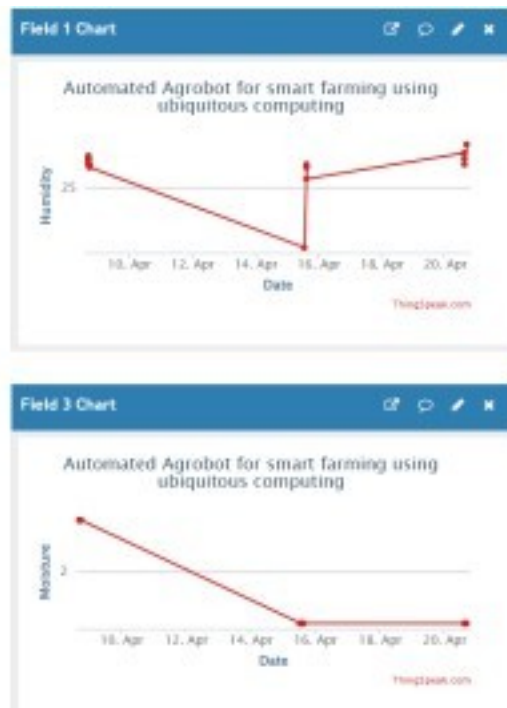 Field 1 Chart
Automated Agrobot for smart farming using
ubiquitous computing
Humidity
25
10. Apr 12. Apr 14. Apr 16. Apr 18. Apr 20. Apr
Date
ThingSpeak.com
Field 3 Chart
Automated Agrobot for smart farming using
ubiquitous computing
Moisture
2
10. Apr 12. Apr 14. Apr 16. Apr 18. Apr 20. Apr
Date
ThingSpeak.com